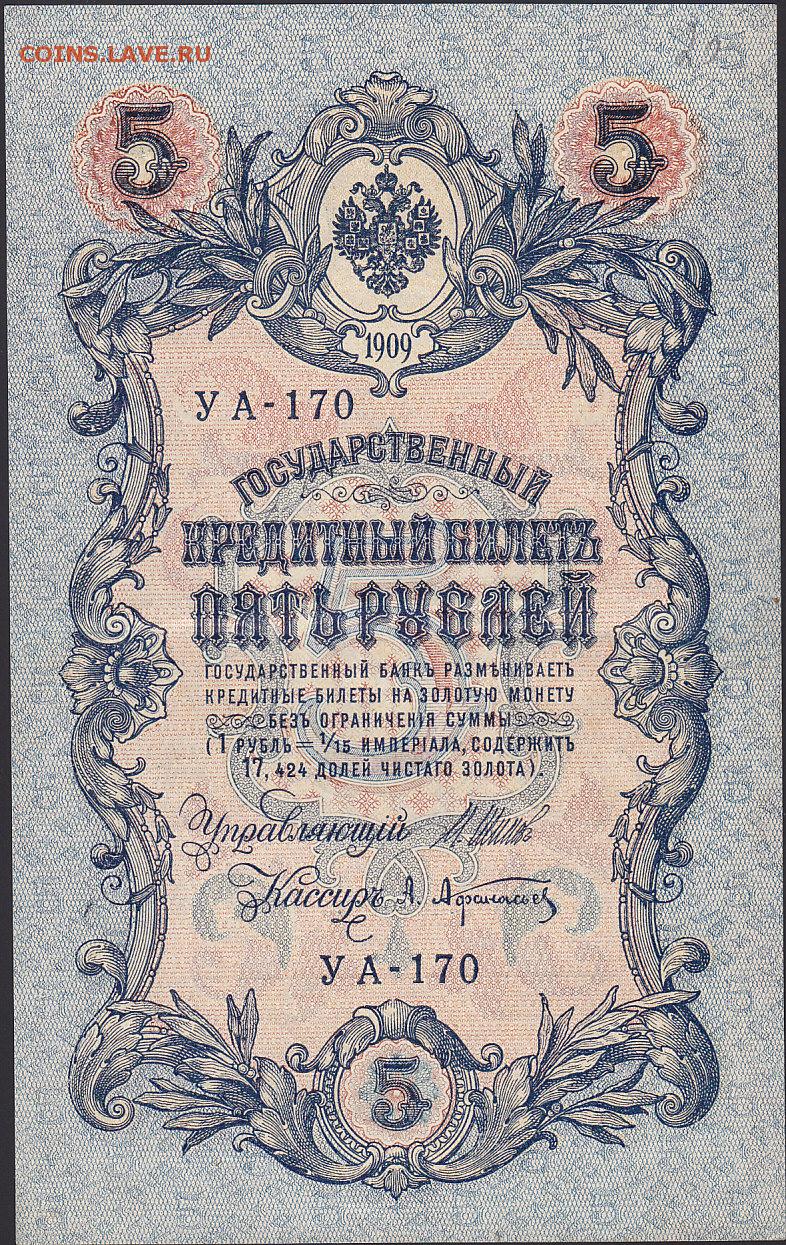 COINS.LAVE.RU
5 5
1909
УА-170
ГОСУДАРСТВЕННЫЙ
КРЕДИТНЫЙ БИЛЕТЪ
ПЯТЬ РУБЛЕЙ
ГОСУДАРСТВЕННЫЙ БАНКЪ РАЗМѢНИВАЕТЪ
КРЕДИТНЫЕ БИЛЕТЫ НА ЗОЛОТУЮ МОНЕТУ
БЕЗЪ ОГРАНИЧЕНІЯ СУММЫ
(1 РУБЛЬ = 1/15 ИМПЕРІАЛА, СОДЕРЖИТЪ
17,424 ДОЛЕЙ ЧИСТАГО ЗОЛОТА).
Управляющій И. Шипов
Кассиръ А. Афанасьев
УА-170
5